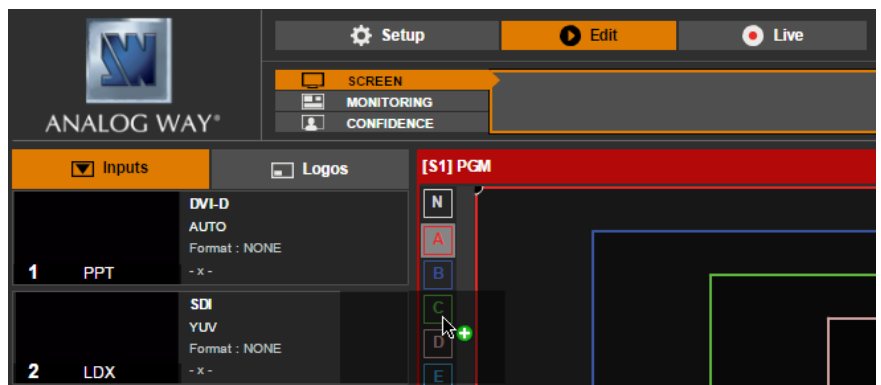 Setup
Edit
Live
SCREEN
MONITORING
CONFIDENCE
ANALOG WAY®
Inputs
Logos
[S1] PGM
DVI-D
AUTO
Format : NONE
- x -
1 PPT
SDI
YUV
Format : NONE
- x -
2 LDX
N
A
B
C
D
E